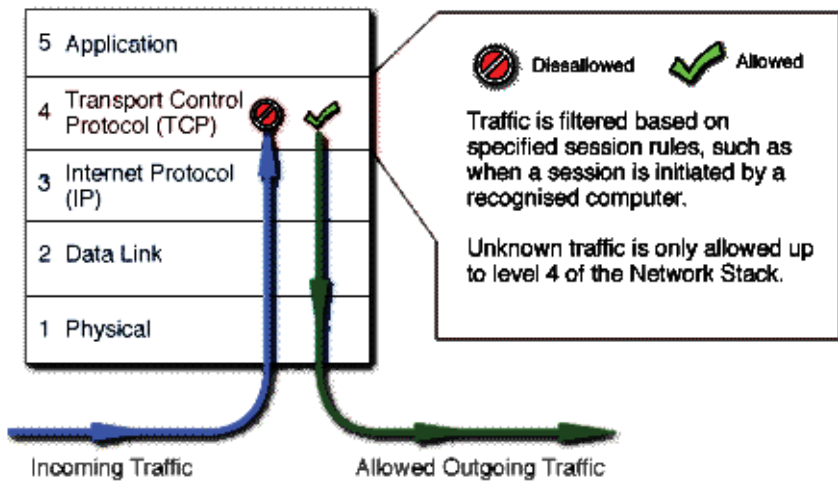 5 Application
4 Transport Control
Protocol (TCP)
3 Internet Protocol
(IP)
2 Data Link
1 Physical
Incoming Traffic
Allowed Outgoing Traffic
Dissallowed
Allowed
Traffic is filtered based on
specified session rules, such as
when a session is initiated by a
recognised computer.
Unknown traffic is only allowed up
to level 4 of the Network Stack.